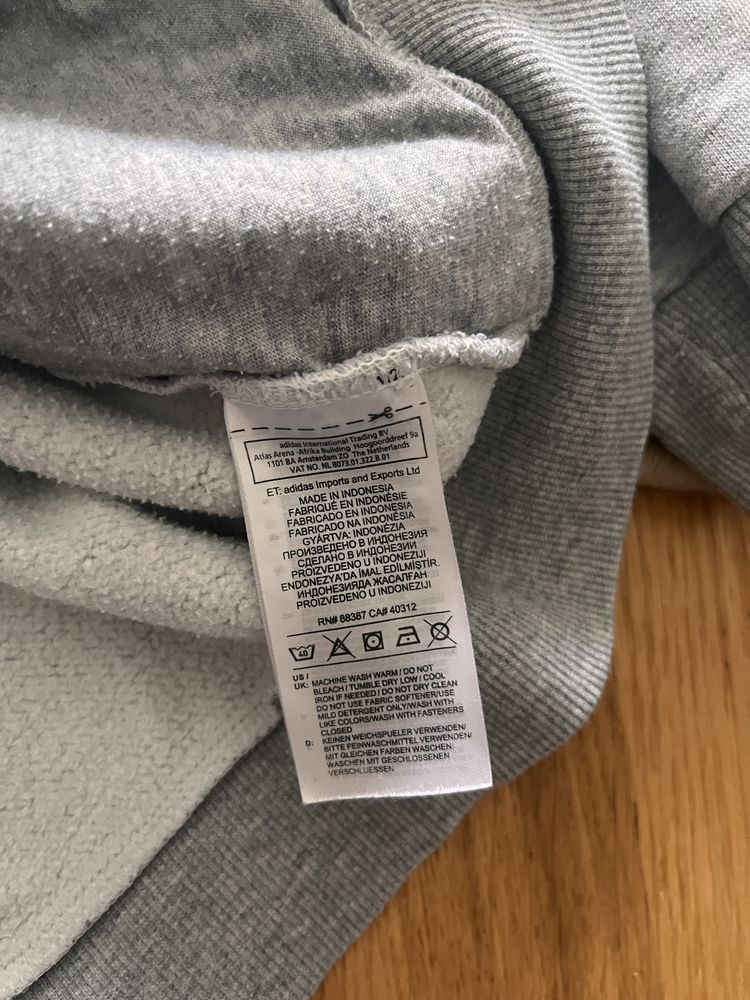 adidas International Trading BV
Atlas Arena -Afrika Building Hoogoorddreef 9a
1101 BA Amsterdam ZO The Netherlands
VAT NO. NL 8073.01.322.B.01
ET: adidas Imports and Exports Ltd
MADE IN INDONESIA
FABRIQUÉ EN INDONÉSIE
FABRICADO EN INDONESIA
FABRICADO NA INDONÉSIA
GYÁRTVA: INDONÉZIA
ПРОИЗВЕДЕНО В ИНДОНЕЗИИ
СДЕЛАНО В ИНДОНЕЗИИ
PROIZVEDENO U INDONEZIJI
ENDONEZYA'DA İMAL EDİLMİŞTİR.
ИНДОНЕЗИЯДА ЖАСАЛҒАН
PROIZVEDENO U INDONEZIJI
RN# 88387 CA# 40312
40
US /
UK: MACHINE WASH WARM / DO NOT
BLEACH / TUMBLE DRY LOW / COOL
IRON IF NEEDED / DO NOT DRY CLEAN
DO NOT USE FABRIC SOFTENER/USE
MILD DETERGENT ONLY/WASH WITH
LIKE COLORS/WASH WITH FASTENERS
CLOSED
D: KEINEN WEICHSPUELER VERWENDEN/
BITTE FEINWASCHMITTEL VERWENDEN/
MIT GLEICHEN FARBEN WASCHEN/
WASCHEN MIT GESCHLOSSENEN
VERSCHLUESSEN